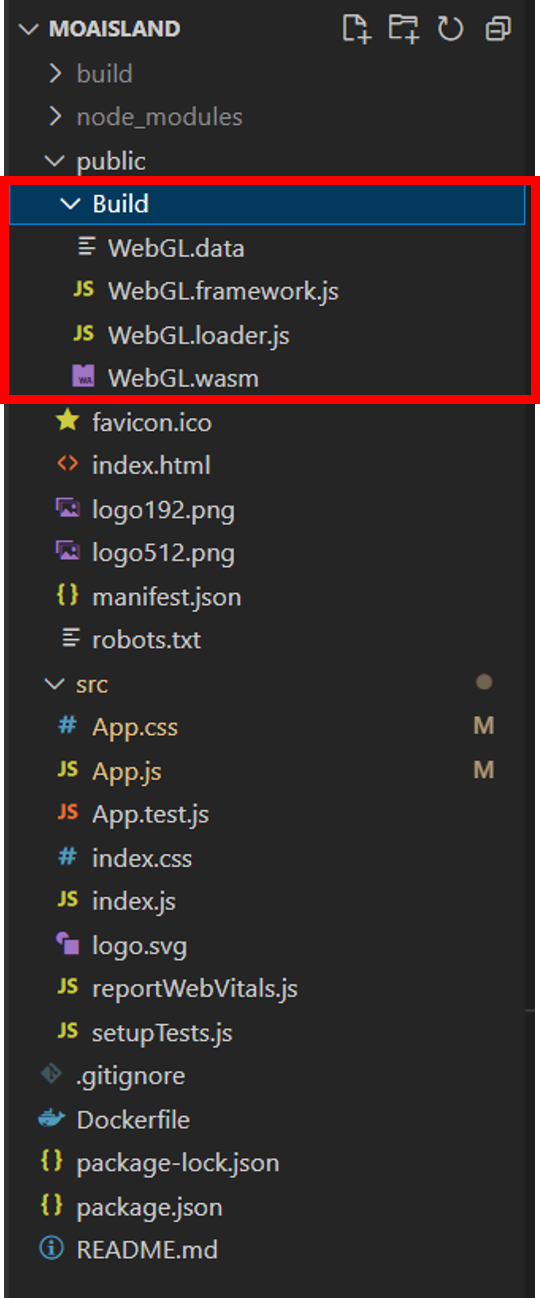 MOAISLAND
build
node_modules
public
Build
WebGL.data
JS WebGL.framework.js
JS WebGL.loader.js
WA WebGL.wasm
favicon.ico
<> index.html
logo192.png
logo512.png
{} manifest.json
robots.txt
src
# App.css M
JS App.js M
JS App.test.js
# index.css
JS index.js
logo.svg
JS reportWebVitals.js
JS setupTests.js
.gitignore
Dockerfile
{} package-lock.json
{} package.json
README.md